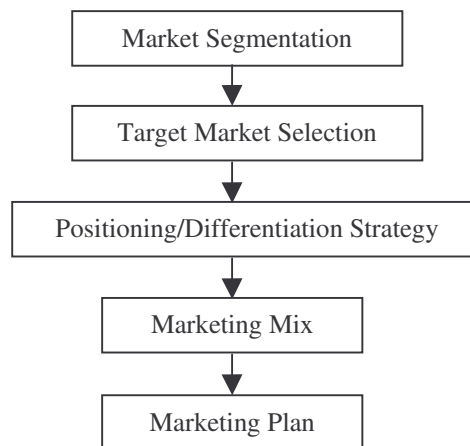 Market Segmentation
Target Market Selection
Positioning/Differentiation Strategy
Marketing Mix
Marketing Plan